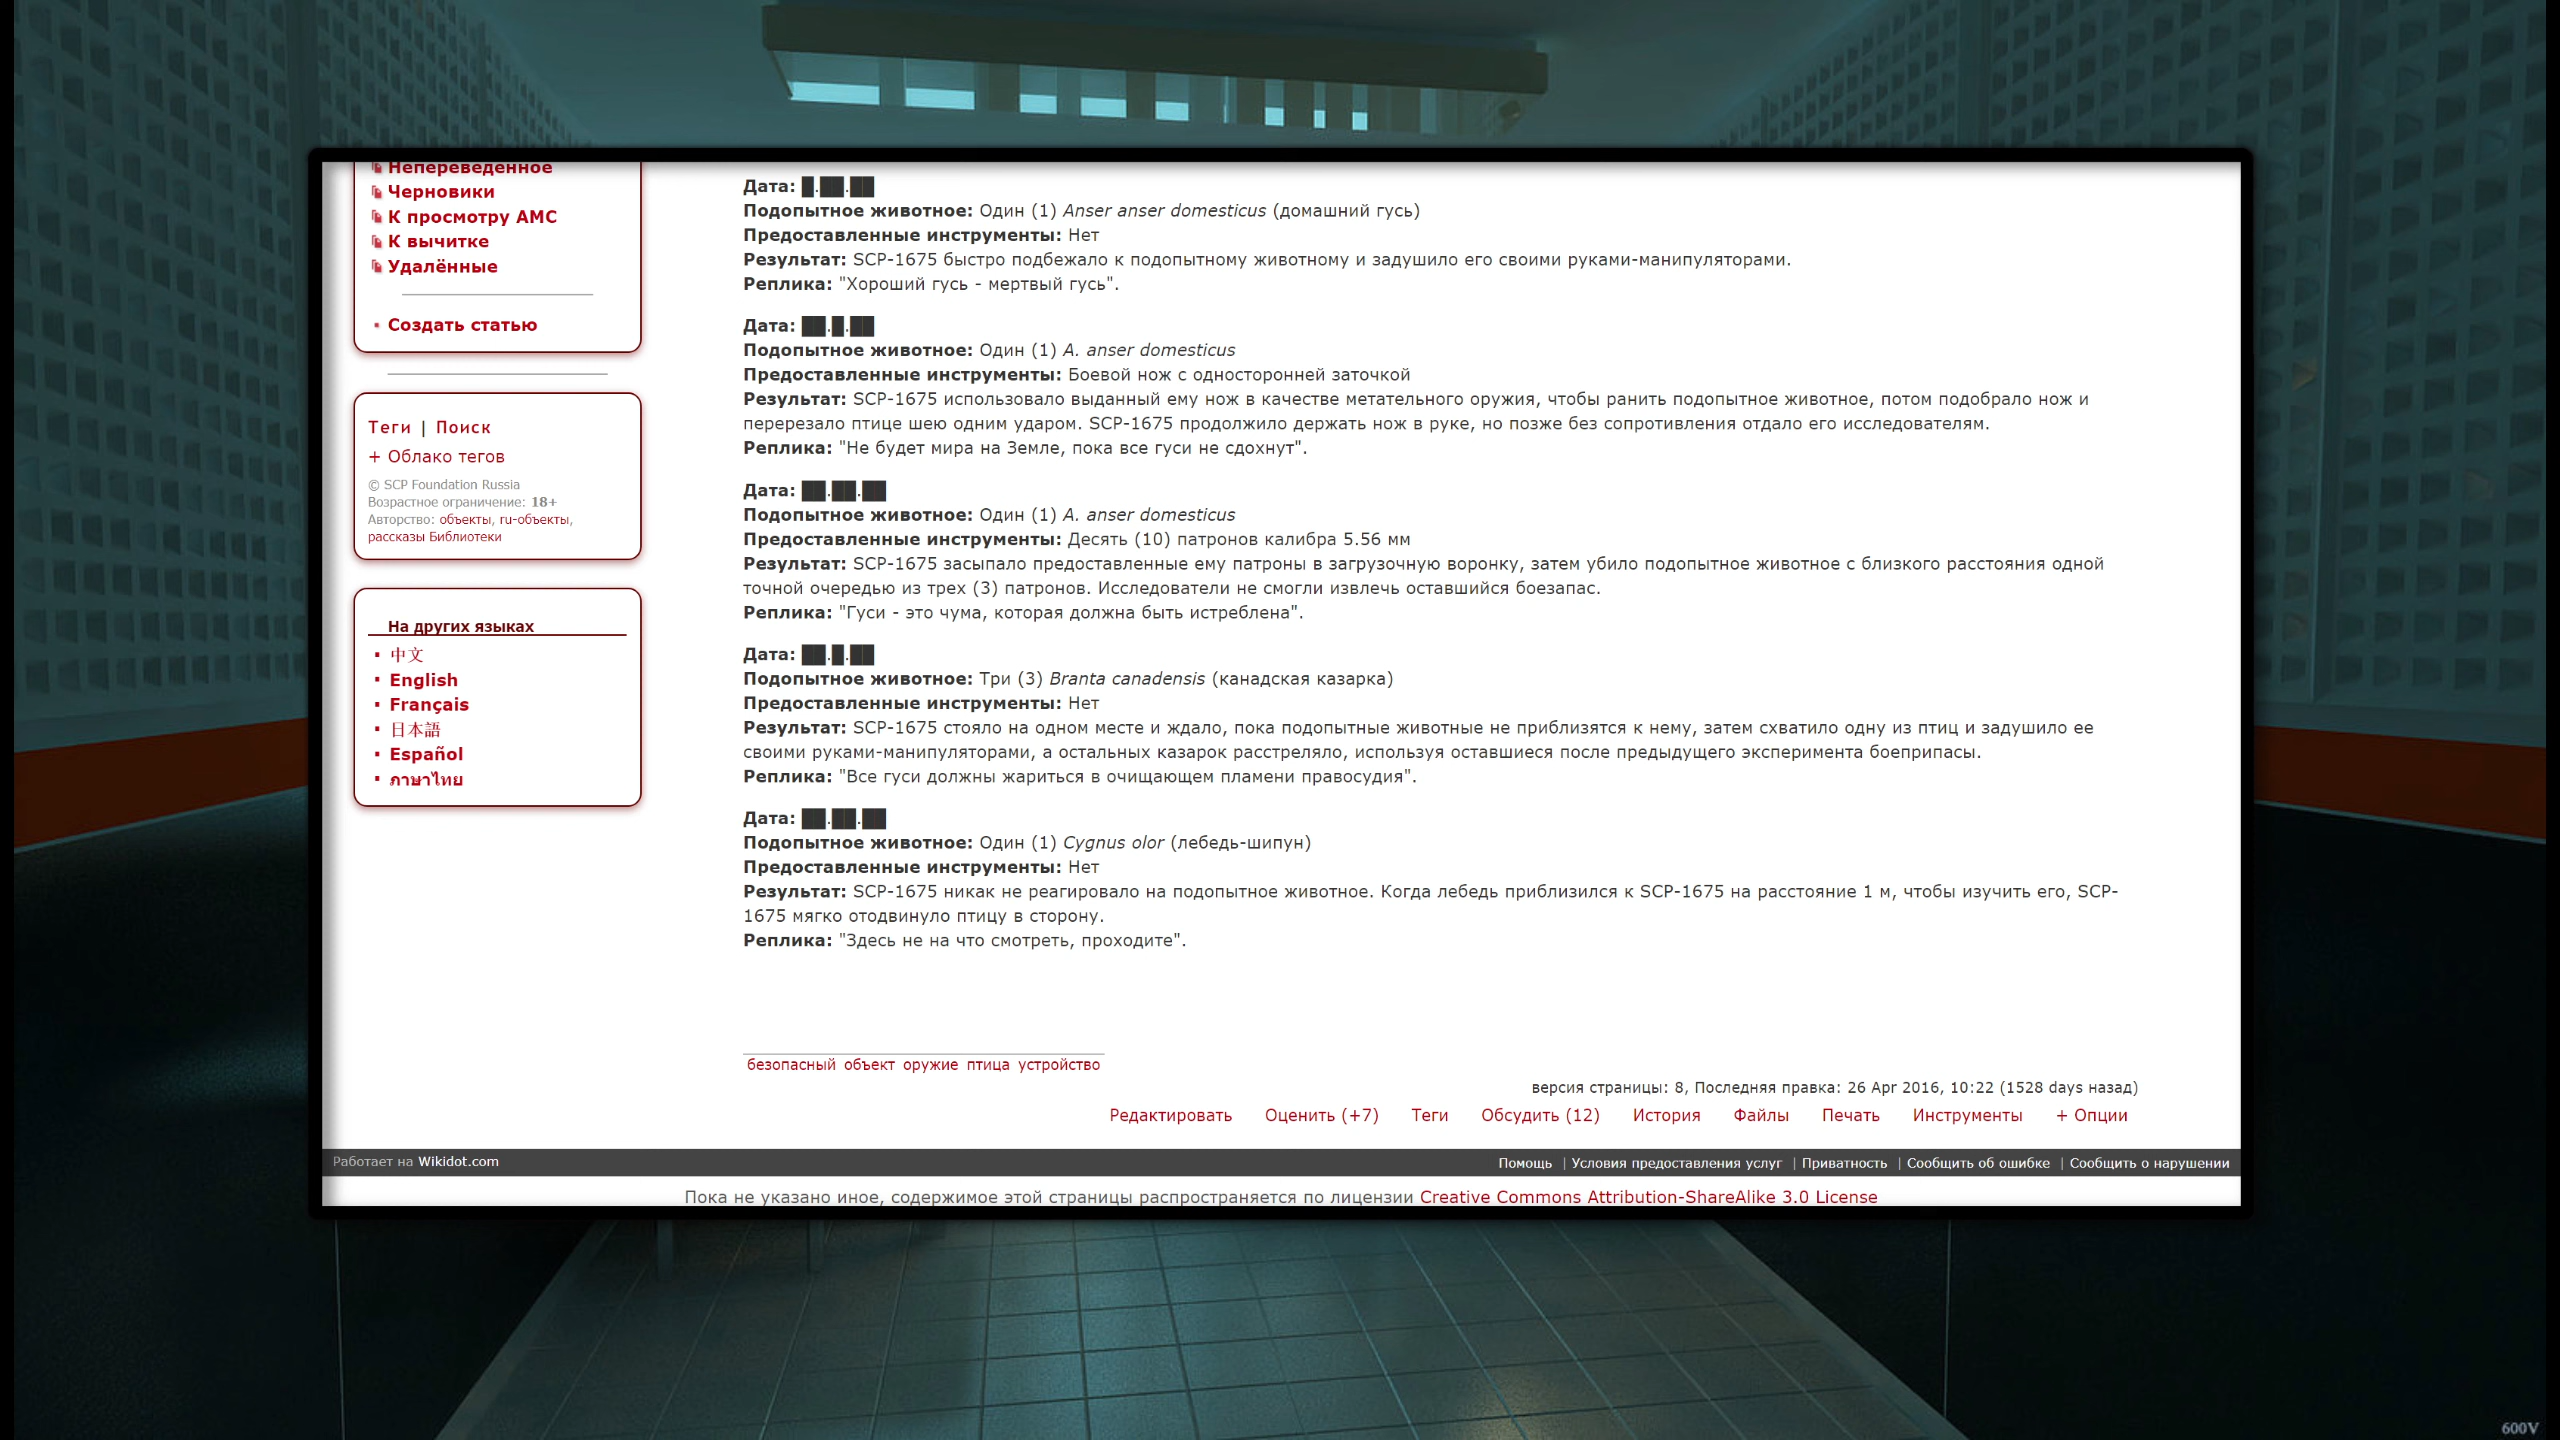 Непереведенное
Черновики
К просмотру АМС
К вычитке
Удалённые
Создать статью
Теги | Поиск
+ Облако тегов
© SCP Foundation Russia
Возрастное ограничение: 18+
Авторство: объекты, ru-объекты,
рассказы Библиотеки
На других языках
中文
English
Français
日本語
Español
ภาษาไทย
Дата: █.██.██
Подопытное животное: Один (1) Anser anser domesticus (домашний гусь)
Предоставленные инструменты: Нет
Результат: SCP-1675 быстро подбежало к подопытному животному и задушило его своими руками-манипуляторами.
Реплика: "Хороший гусь - мертвый гусь".
Дата: ██.█.██
Подопытное животное: Один (1) A. anser domesticus
Предоставленные инструменты: Боевой нож с односторонней заточкой
Результат: SCP-1675 использовало выданный ему нож в качестве метательного оружия, чтобы ранить подопытное животное, потом подобрало нож и
перерезало птице шею одним ударом. SCP-1675 продолжило держать нож в руке, но позже без сопротивления отдало его исследователям.
Реплика: "Не будет мира на Земле, пока все гуси не сдохнут".
Дата: ██.██.██
Подопытное животное: Один (1) A. anser domesticus
Предоставленные инструменты: Десять (10) патронов калибра 5.56 мм
Результат: SCP-1675 засыпало предоставленные ему патроны в загрузочную воронку, затем убило подопытное животное с близкого расстояния одной
точной очередью из трех (3) патронов. Исследователи не смогли извлечь оставшийся боезапас.
Реплика: "Гуси - это чума, которая должна быть истреблена".
Дата: ██.█.██
Подопытное животное: Три (3) Branta canadensis (канадская казарка)
Предоставленные инструменты: Нет
Результат: SCP-1675 стояло на одном месте и ждало, пока подопытные животные не приблизятся к нему, затем схватило одну из птиц и задушило ее
своими руками-манипуляторами, а остальных казарок расстреляло, используя оставшиеся после предыдущего эксперимента боеприпасы.
Реплика: "Все гуси должны жариться в очищающем пламени правосудия".
Дата: ██.██.██
Подопытное животное: Один (1) Cygnus olor (лебедь-шипун)
Предоставленные инструменты: Нет
Результат: SCP-1675 никак не реагировало на подопытное животное. Когда лебедь приблизился к SCP-1675 на расстояние 1 м, чтобы изучить его, SCP-
1675 мягко отодвинуло птицу в сторону.
Реплика: "Здесь не на что смотреть, проходите".
безопасный объект оружие птица устройство
версия страницы: 8, Последняя правка: 26 Apr 2016, 10:22 (1528 days назад)
Редактировать Оценить (+7) Теги Обсудить (12) История Файлы Печать Инструменты + Опции
Работает на Wikidot.com
Помощь | Условия предоставления услуг | Приватность | Сообщить об ошибке | Сообщить о нарушении
Пока не указано иное, содержимое этой страницы распространяется по лицензии Creative Commons Attribution-ShareAlike 3.0 License
600V